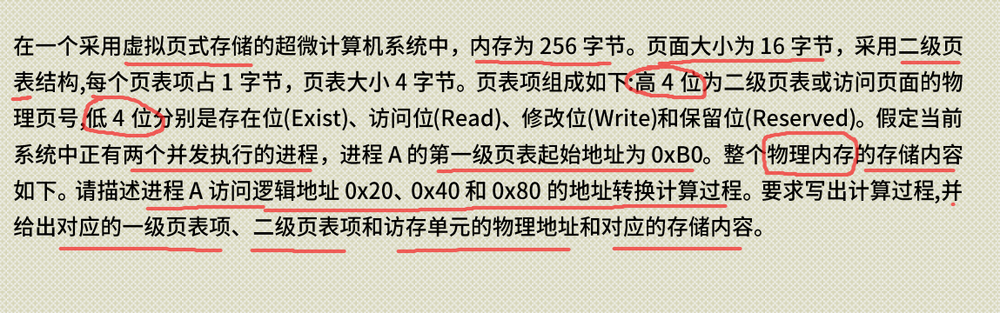 在一个采用虚拟页式存储的超微计算机系统中，内存为 256 字节。页面大小为 16 字节，采用二级页
表结构,每个页表项占 1 字节，页表大小 4 字节。页表项组成如下:高 4 位为二级页表或访问页面的物
理页号,低 4 位分别是存在位(Exist)、访问位(Read)、修改位(Write)和保留位(Reserved)。假定当前
系统中正有两个并发执行的进程，进程 A 的第一级页表起始地址为 0xB0。整个物理内存的存储内容
如下。请描述进程 A 访问逻辑地址 0x20、0x40 和 0x80 的地址转换计算过程。要求写出计算过程,并
给出对应的一级页表项、二级页表项和访存单元的物理地址和对应的存储内容。